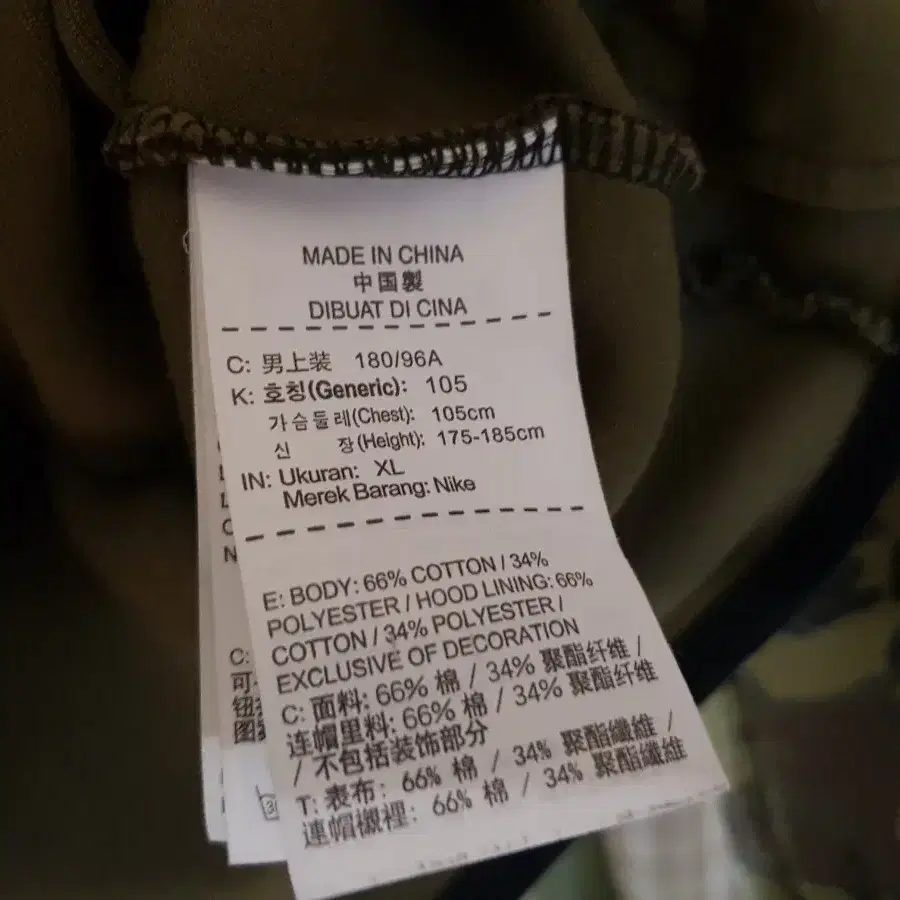 MADE IN CHINA
中国製
DIBUAT DI CINA
C: 男上装 180/96A
K: 호칭(Generic): 105
가슴둘레(Chest): 105cm
신 장(Height): 175-185cm
IN: Ukuran: XL
Merek Barang: Nike
E: BODY: 66% COTTON / 34%
POLYESTER / HOOD LINING: 66%
COTTON / 34% POLYESTER /
EXCLUSIVE OF DECORATION
C: 面料: 66% 棉 / 34% 聚酯纤维 /
连帽里料: 66% 棉 / 34% 聚酯纤维
/ 不包括装饰部分
T: 表布: 66% 棉 / 34% 聚酯纖維 /
連帽襯裡: 66% 棉 / 34% 聚酯纖維
C:
可
钮
图